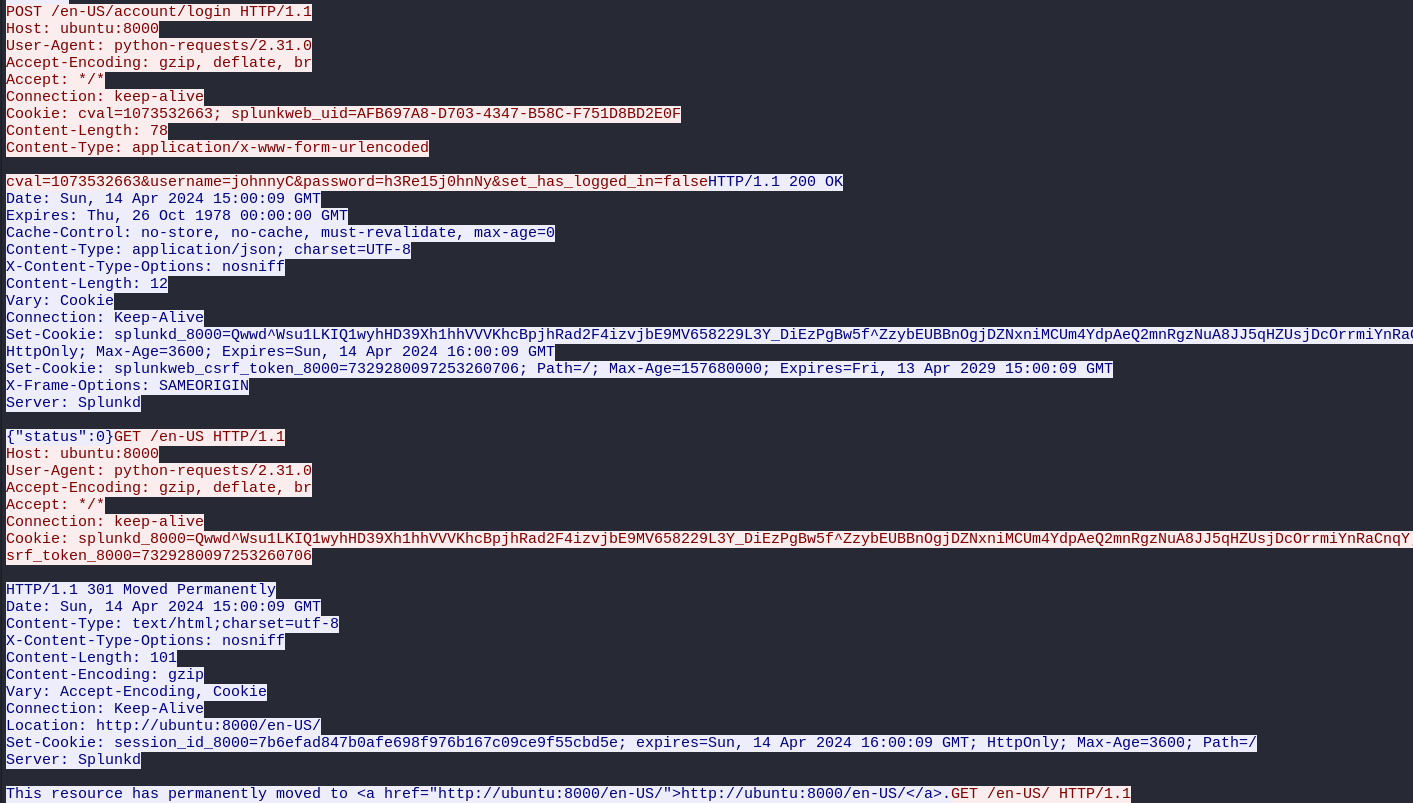 POST /en-US/account/login HTTP/1.1
Host: ubuntu:8000
User-Agent: python-requests/2.31.0
Accept-Encoding: gzip, deflate, br
Accept: */*
Connection: keep-alive
Cookie: cval=1073532663; splunkweb_uid=AFB697A8-D703-4347-B58C-F751D8BD2E0F
Content-Length: 78
Content-Type: application/x-www-form-urlencoded
cval=1073532663&username=johnnyC&password=h3Re15j0hnNy&set_has_logged_in=falseHTTP/1.1 200 OK
Date: Sun, 14 Apr 2024 15:00:09 GMT
Expires: Thu, 26 Oct 1978 00:00:00 GMT
Cache-Control: no-store, no-cache, must-revalidate, max-age=0
Content-Type: application/json; charset=UTF-8
X-Content-Type-Options: nosniff
Content-Length: 12
Vary: Cookie
Connection: Keep-Alive
Set-Cookie: splunkd_8000=Qwwd^Wsu1LKIQ1wyhHD39Xh1hhVVVKhcBpjhRad2F4izvjbE9MV658229L3Y_DiEzPgBw5f^ZzybEUBBnOgjDZNxniMCUm4YdpAeQ2mnRgzNuA8JJ5qHZUsjDcOrrmiYnRaC
HttpOnly; Max-Age=3600; Expires=Sun, 14 Apr 2024 16:00:09 GMT
Set-Cookie: splunkweb_csrf_token_8000=7329280097253260706; Path=/; Max-Age=157680000; Expires=Fri, 13 Apr 2029 15:00:09 GMT
X-Frame-Options: SAMEORIGIN
Server: Splunkd
{"status":0}GET /en-US HTTP/1.1
Host: ubuntu:8000
User-Agent: python-requests/2.31.0
Accept-Encoding: gzip, deflate, br
Accept: */*
Connection: keep-alive
Cookie: splunkd_8000=Qwwd^Wsu1LKIQ1wyhHD39Xh1hhVVVKhcBpjhRad2F4izvjbE9MV658229L3Y_DiEzPgBw5f^ZzybEUBBnOgjDZNxniMCUm4YdpAeQ2mnRgzNuA8JJ5qHZUsjDcOrrmiYnRaCnqY
srf_token_8000=7329280097253260706
HTTP/1.1 301 Moved Permanently
Date: Sun, 14 Apr 2024 15:00:09 GMT
Content-Type: text/html;charset=utf-8
X-Content-Type-Options: nosniff
Content-Length: 101
Content-Encoding: gzip
Vary: Accept-Encoding, Cookie
Connection: Keep-Alive
Location: http://ubuntu:8000/en-US/
Set-Cookie: session_id_8000=7b6efad847b0afe698f976b167c09ce9f55cbd5e; expires=Sun, 14 Apr 2024 16:00:09 GMT; HttpOnly; Max-Age=3600; Path=/
Server: Splunkd
This resource has permanently moved to <a href="http://ubuntu:8000/en-US/">http://ubuntu:8000/en-US/</a>.GET /en-US/ HTTP/1.1